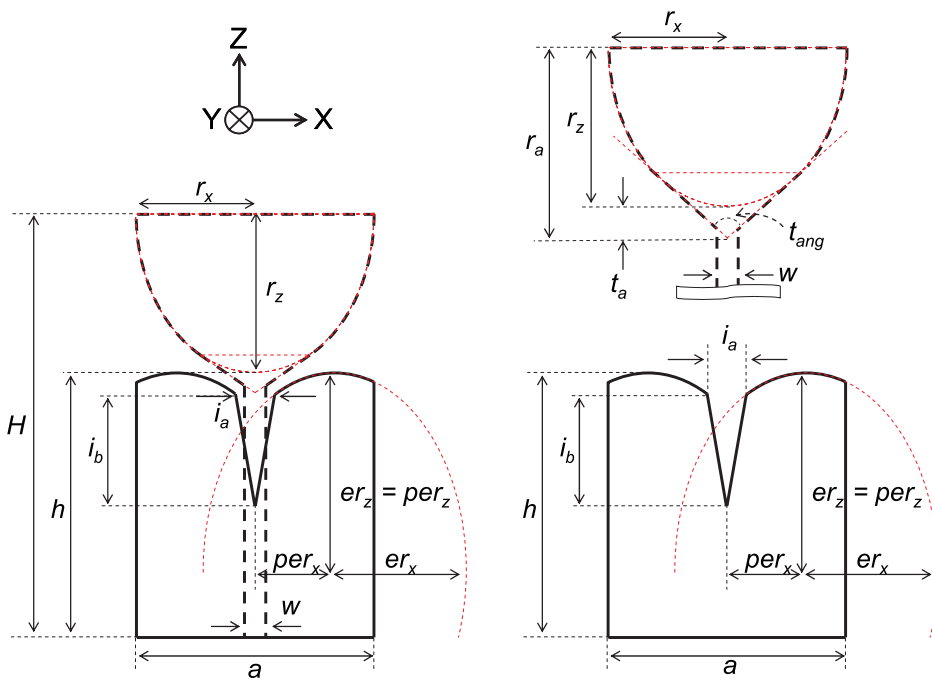 Z
Y
X
r_x
r_z
H
h
i_a
i_b
er_z = per_z
per_x
er_x
w
a
r_x
r_a
r_z
t_ang
t_a
w
i_a
i_b
h
er_z = per_z
per_x
er_x
a